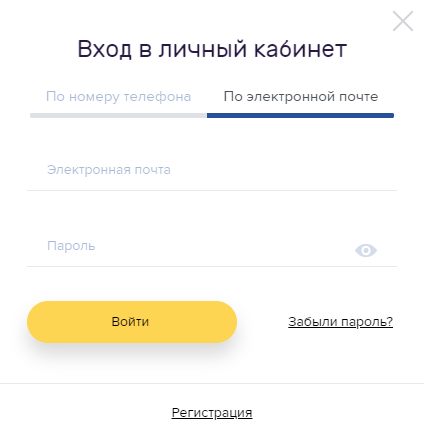 Вход в личный кабинет
По номеру телефона По электронной почте
Электронная почта
Пароль
Войти Забыли пароль?
Регистрация